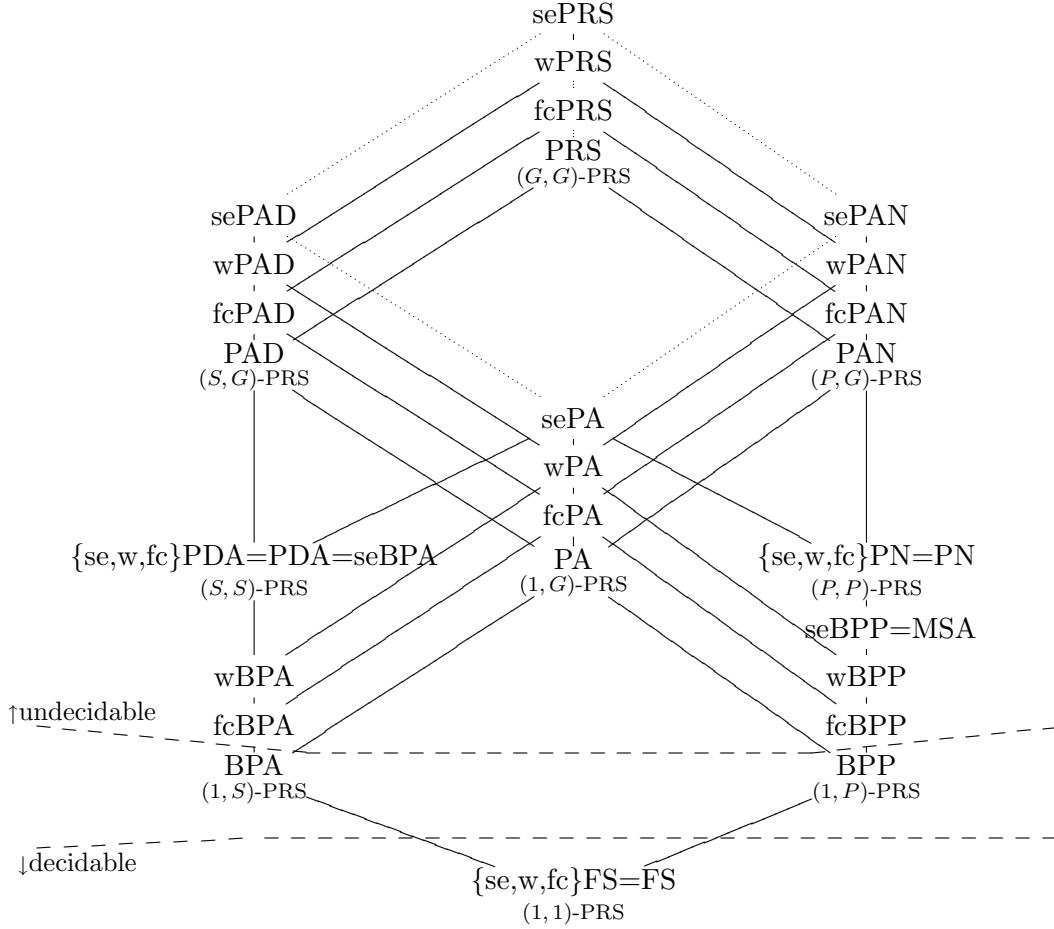 sePRS
wPRS
fcPRS
PRS
(G, G)-PRS
sePAD
sePAN
wPAD
wPAN
fcPAD
fcPAN
PAD
PAN
(S, G)-PRS
(P, G)-PRS
sePA
wPA
fcPA
{se,w,fc}PDA=PDA=seBPA
PA
{se,w,fc}PN=PN
(S, S)-PRS
(1, G)-PRS
(P, P)-PRS
seBPP=MSA
wBPA
wBPP
↑undecidable
fcBPA
fcBPP
BPA
BPP
(1, S)-PRS
(1, P)-PRS
↓decidable
{se,w,fc}FS=FS
(1, 1)-PRS